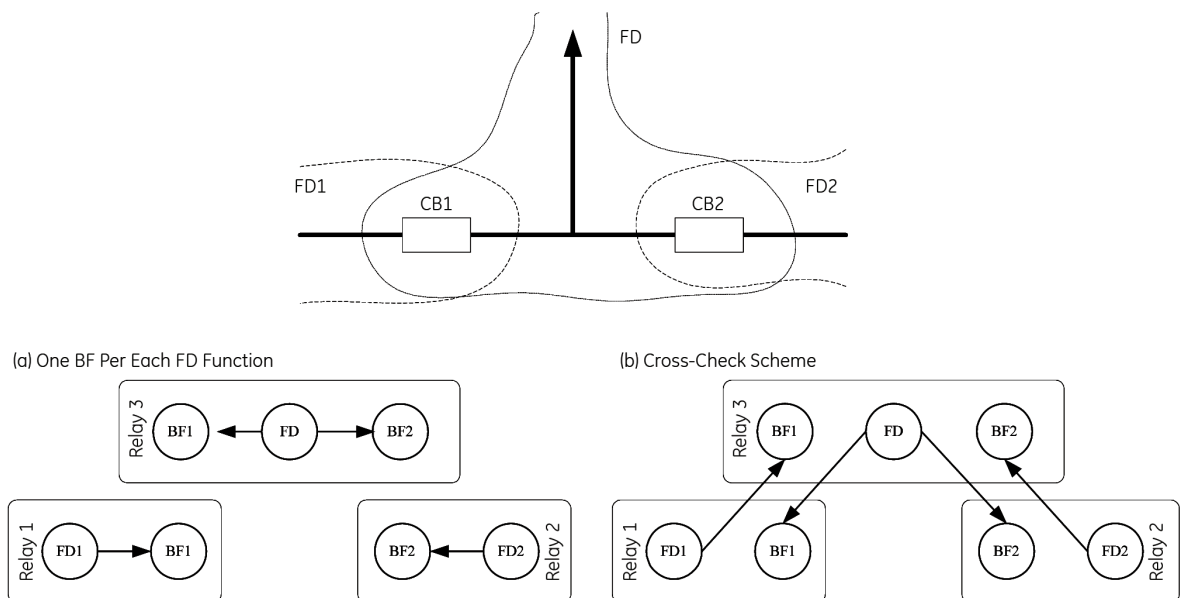 FD
FD1
FD2
CB1
CB2
(a) One BF Per Each FD Function
(b) Cross-Check Scheme
Relay 3
BF1
FD
BF2
Relay 1
FD1
BF1
BF2
FD2
Relay 2
Relay 3
BF1
FD
BF2
Relay 1
FD1
BF1
BF2
FD2
Relay 2